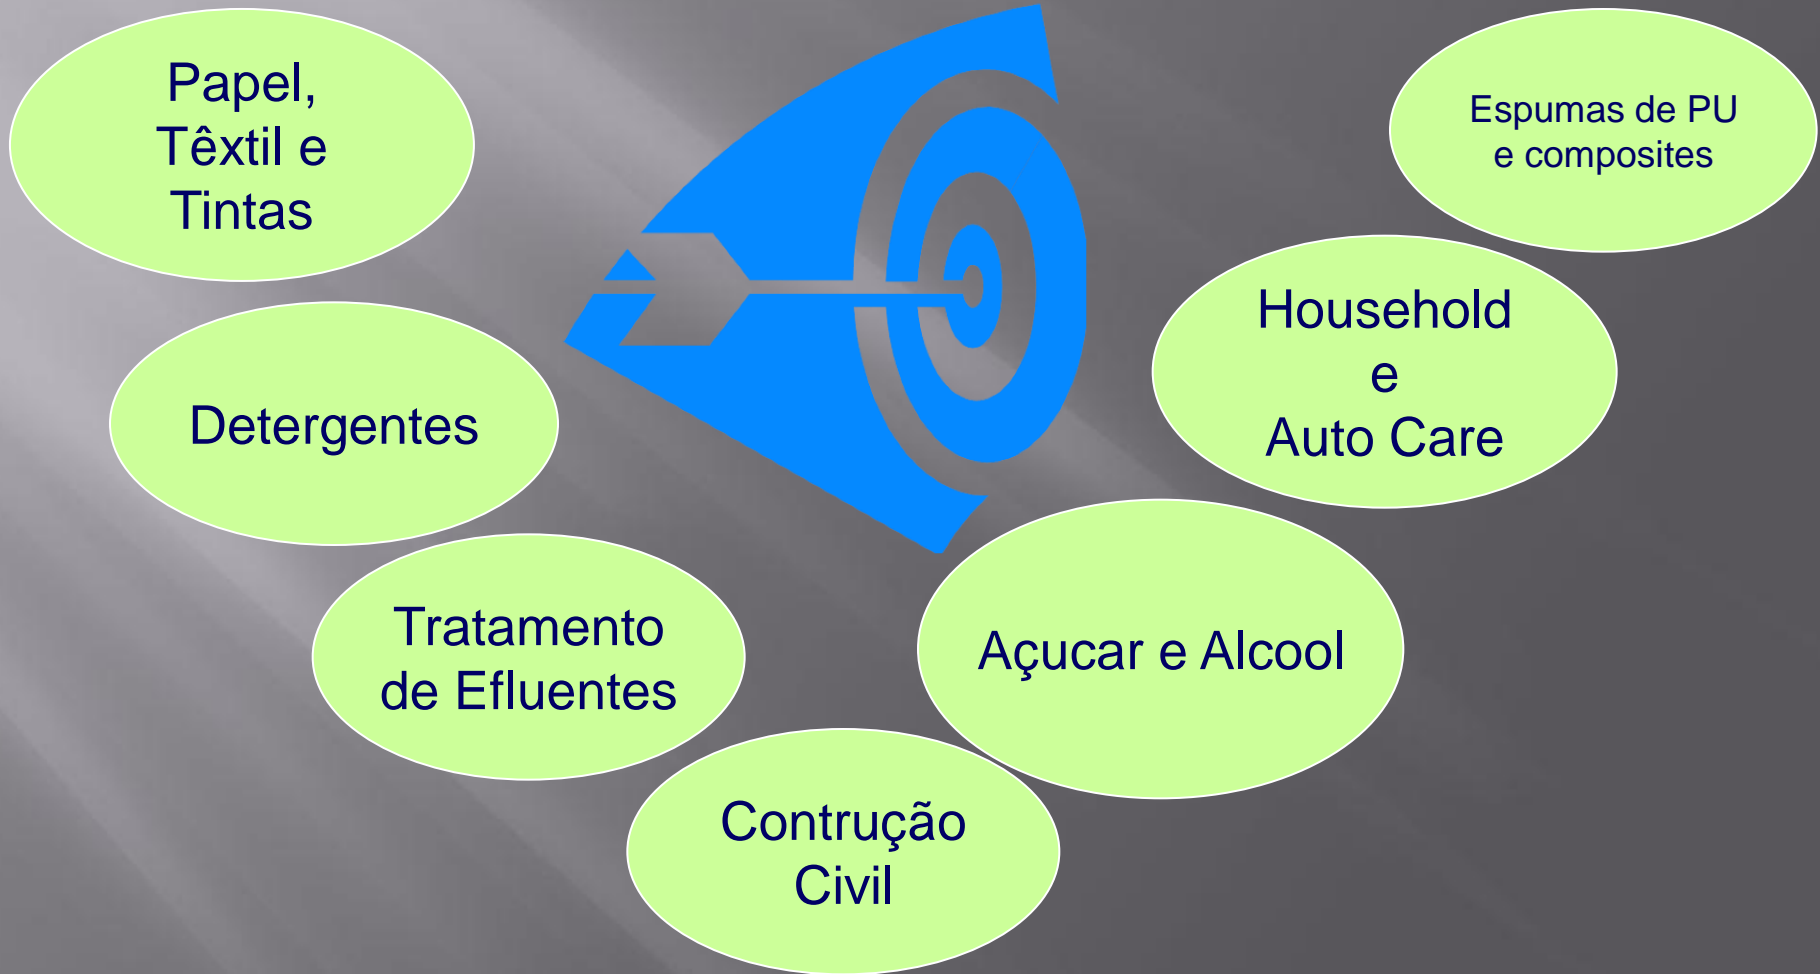 Papel,
Têxtil e
Tintas
Detergentes
Tratamento
de Efluentes
Contrução
Civil
Açucar e Alcool
Household
e
Auto Care
Espumas de PU
e composites